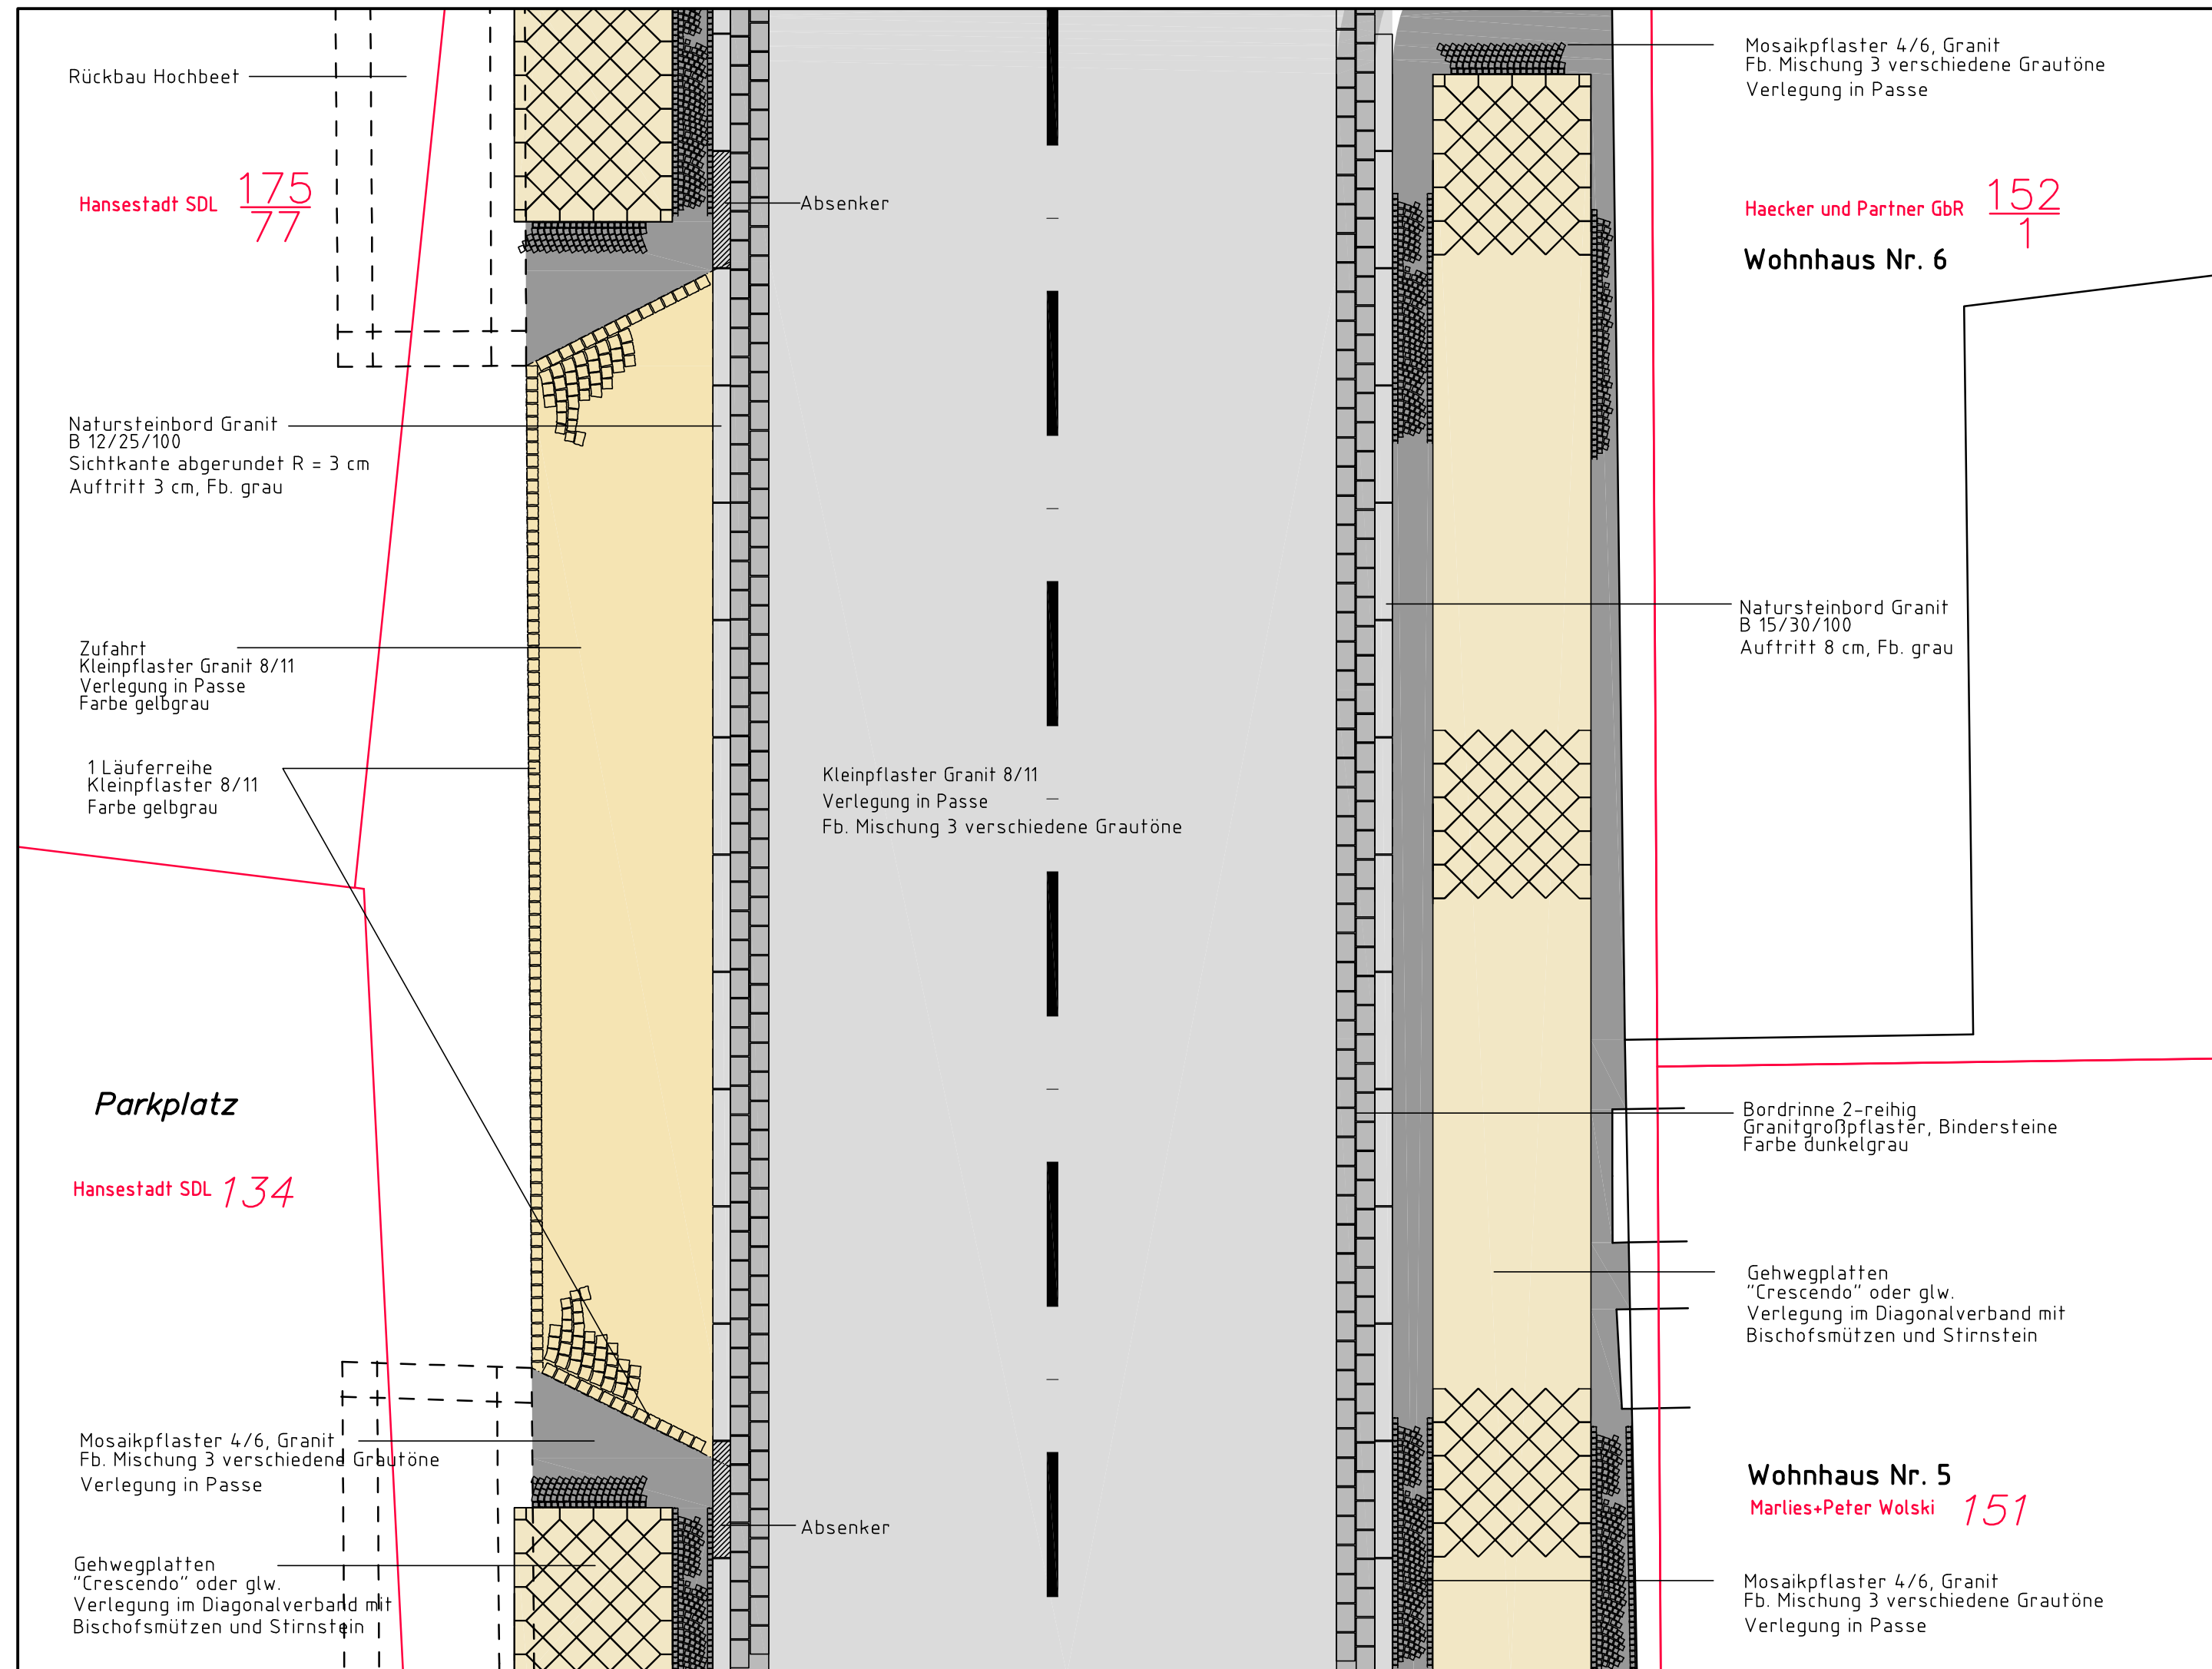 Rückbau Hochbeet
Hansestadt SDL 175
77
Natursteinbord Granit
B 12/25/100
Sichtkante abgerundet R = 3 cm
Auftritt 3 cm, Fb. grau
Zufahrt
Kleinpflaster Granit 8/11
Verlegung in Passe
Farbe gelbgrau
1 Läuferreihe
Kleinpflaster 8/11
Farbe gelbgrau
Parkplatz
Hansestadt SDL 134
Mosaikpflaster 4/6, Granit
Fb. Mischung 3 verschiedene Grautöne
Verlegung in Passe
Gehwegplatten
"Crescendo" oder glw.
Verlegung im Diagonalverband mit
Bischofsmützen und Stirnstein
Absenker
Kleinpflaster Granit 8/11
Verlegung in Passe
Fb. Mischung 3 verschiedene Grautöne
Absenker
Mosaikpflaster 4/6, Granit
Fb. Mischung 3 verschiedene Grautöne
Verlegung in Passe
Haecker und Partner GbR 152
1
Wohnhaus Nr. 6
Natursteinbord Granit
B 15/30/100
Auftritt 8 cm, Fb. grau
Bordrinne 2-reihig
Granitgroßpflaster, Bindersteine
Farbe dunkelgrau
Gehwegplatten
"Crescendo" oder glw.
Verlegung im Diagonalverband mit
Bischofsmützen und Stirnstein
Wohnhaus Nr. 5
Marlies+Peter Wolski 151
Mosaikpflaster 4/6, Granit
Fb. Mischung 3 verschiedene Grautöne
Verlegung in Passe